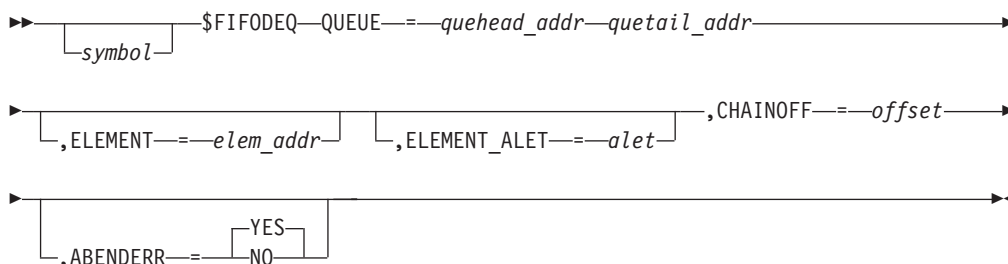 $FIFODEQ QUEUE = quehead_addr quetail_addr
symbol
,CHAINOFF = offset
,ELEMENT = elem_addr ,ELEMENT_ALET = alet
YES
,ABENDERR = NO